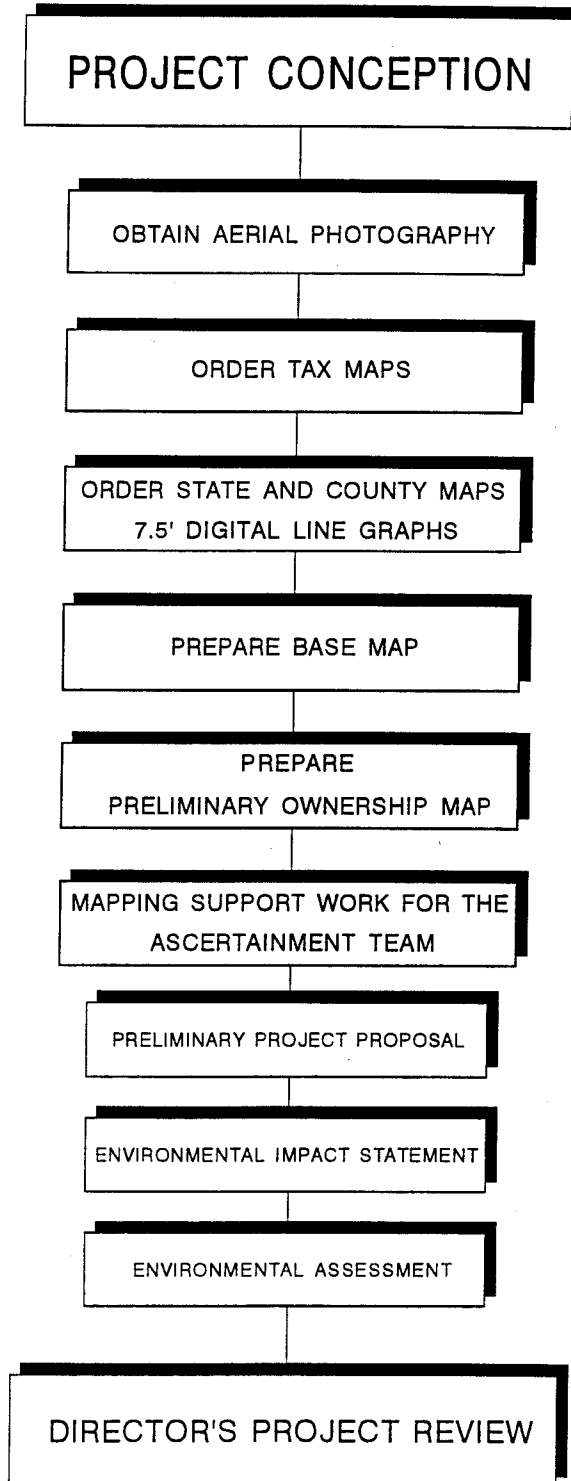 PROJECT CONCEPTION
OBTAIN AERIAL PHOTOGRAPHY
ORDER TAX MAPS
ORDER STATE AND COUNTY MAPS
7.5' DIGITAL LINE GRAPHS
PREPARE BASE MAP
PREPARE
PRELIMINARY OWNERSHIP MAP
MAPPING SUPPORT WORK FOR THE
ASCERTAINMENT TEAM
PRELIMINARY PROJECT PROPOSAL
ENVIRONMENTAL IMPACT STATEMENT
ENVIRONMENTAL ASSESSMENT
DIRECTOR'S PROJECT REVIEW